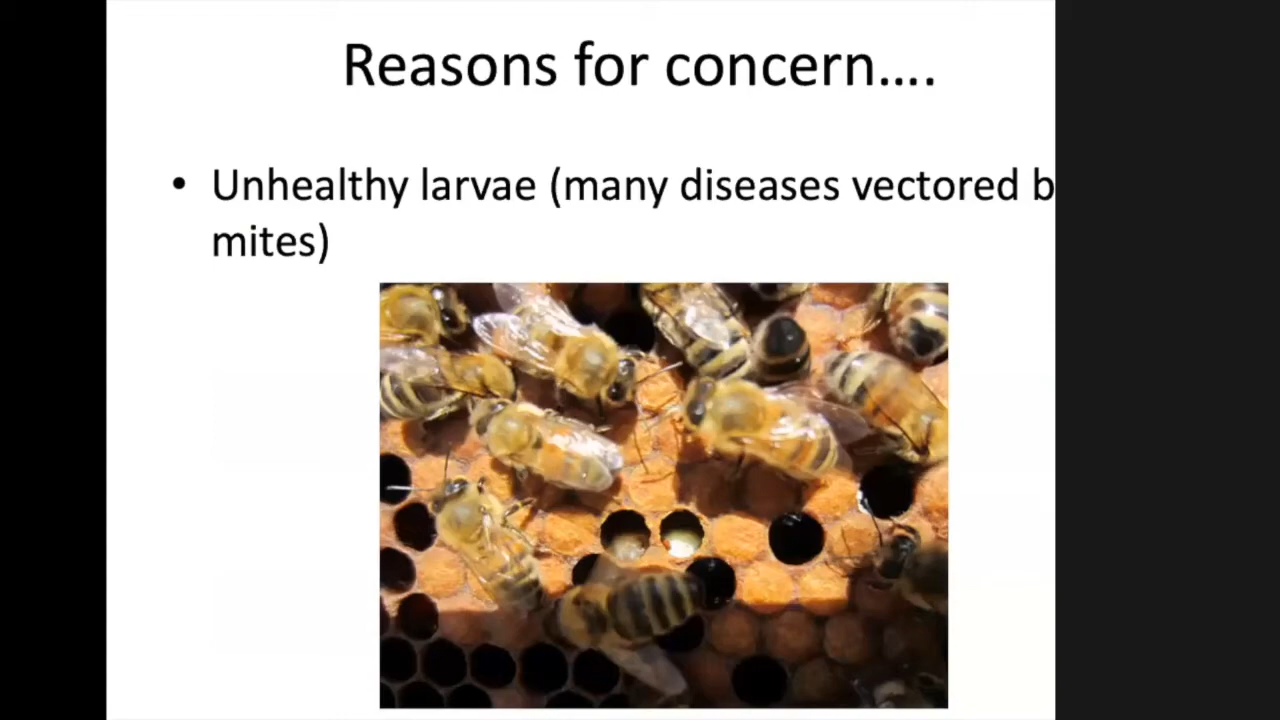 Reasons for concern….
• Unhealthy larvae (many diseases vectored b
mites)